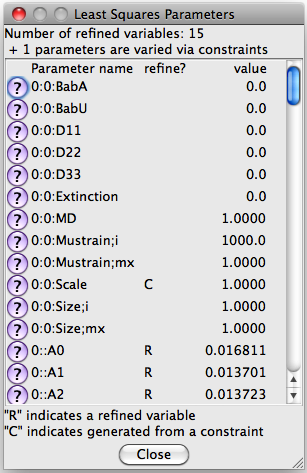 Least Squares Parameters
Number of refined variables: 15
+ 1 parameters are varied via constraints
Parameter name refine? value
? 0:0:BabA 0.0
? 0:0:BabU 0.0
? 0:0:D11 0.0
? 0:0:D22 0.0
? 0:0:D33 0.0
? 0:0:Extinction 0.0
? 0:0:MD 1.0000
? 0:0:Mustrain;i 1000.0
? 0:0:Mustrain;mx 1.0000
? 0:0:Scale C 1.0000
? 0:0:Size;i 1.0000
? 0:0:Size;mx 1.0000
? 0::A0 R 0.016811
? 0::A1 R 0.013701
? 0::A2 R 0.013723
"R" indicates a refined variable
"C" indicates generated from a constraint
Close